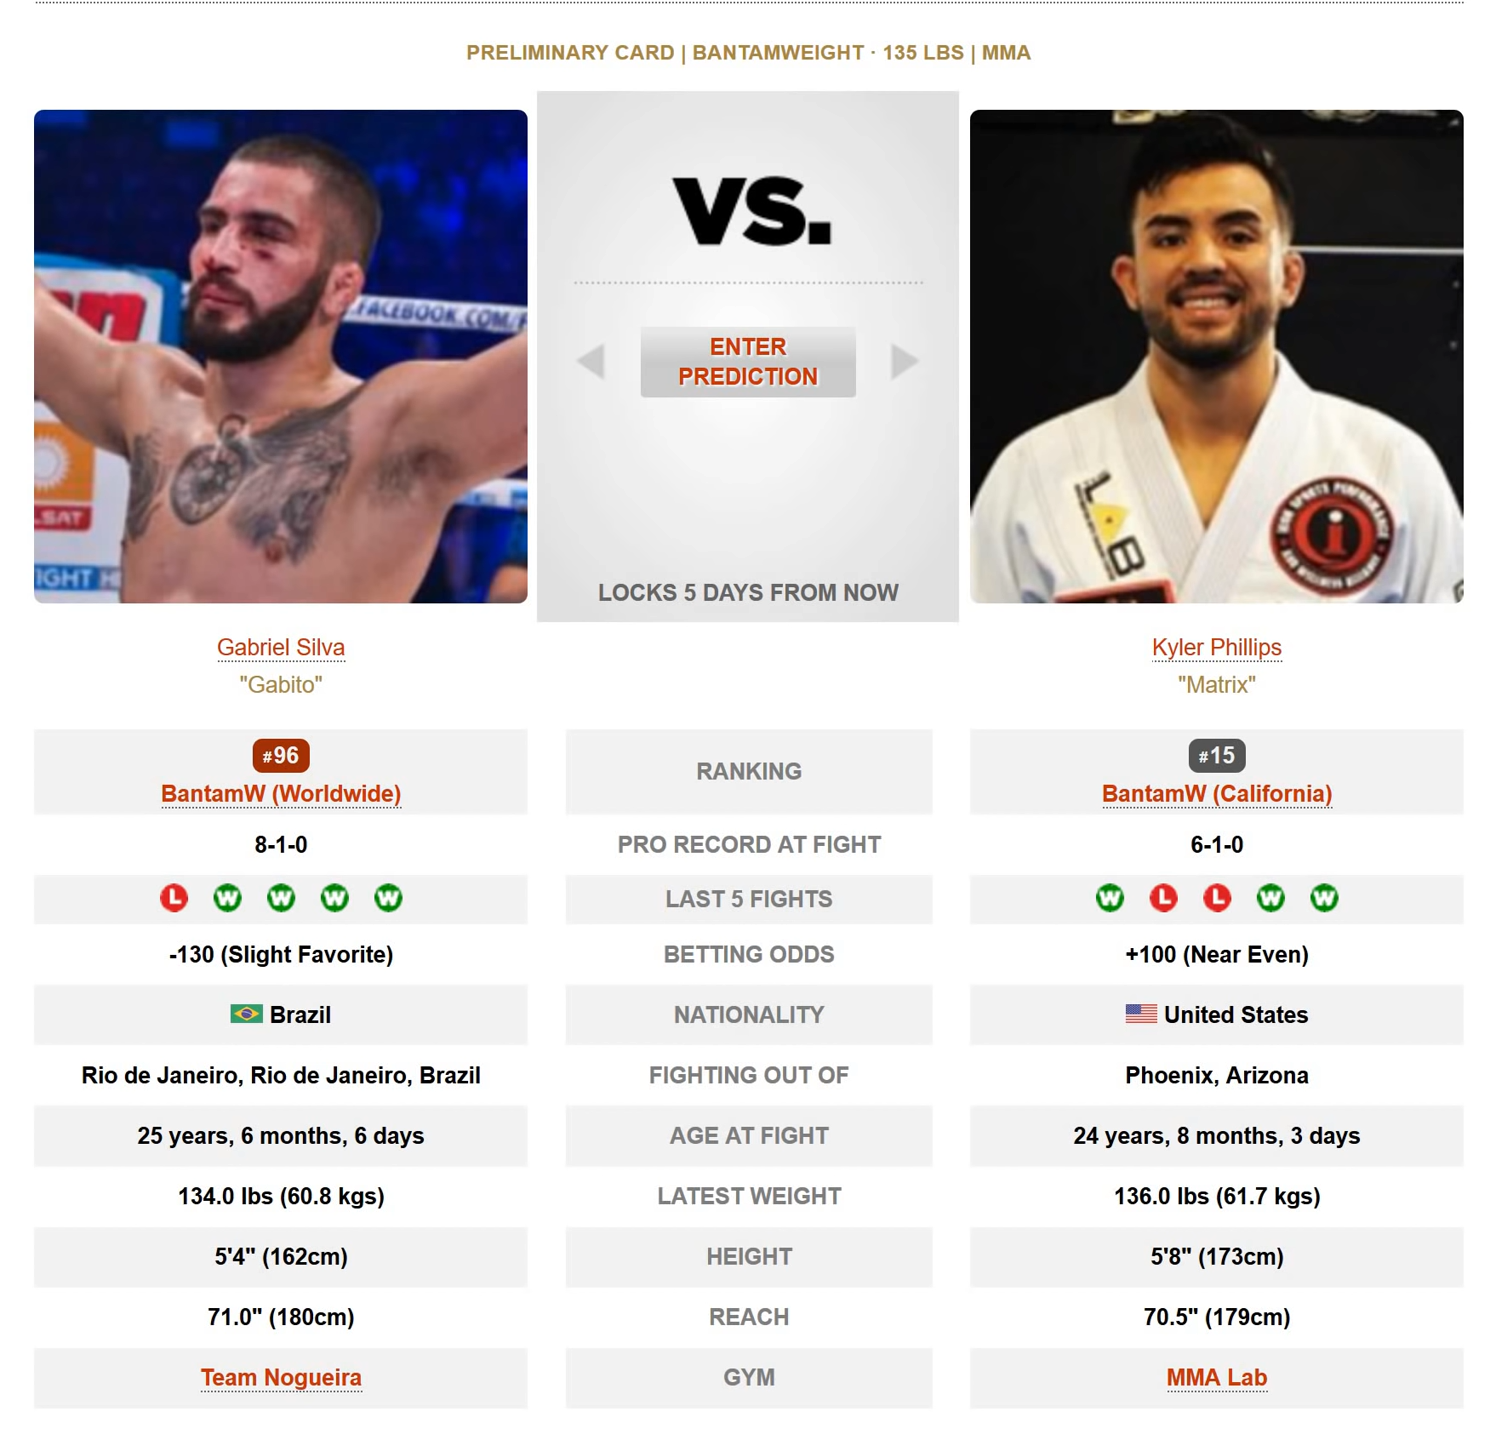 PRELIMINARY CARD | BANTAMWEIGHT · 135 LBS | MMA
.FACEBOOK.COM/F
LSAT
IGHT
VS.
ENTER
PREDICTION
LOCKS 5 DAYS FROM NOW
LAB
i
Gabriel Silva
Kyler Phillips
"Gabito"
"Matrix"
#96
BantamW (Worldwide)
RANKING
#15
BantamW (California)
8-1-0
PRO RECORD AT FIGHT
6-1-0
L W W W W
LAST 5 FIGHTS
W L L W W
-130 (Slight Favorite)
BETTING ODDS
+100 (Near Even)
Brazil
NATIONALITY
United States
Rio de Janeiro, Rio de Janeiro, Brazil
FIGHTING OUT OF
Phoenix, Arizona
25 years, 6 months, 6 days
AGE AT FIGHT
24 years, 8 months, 3 days
134.0 lbs (60.8 kgs)
LATEST WEIGHT
136.0 lbs (61.7 kgs)
5'4" (162cm)
HEIGHT
5'8" (173cm)
71.0" (180cm)
REACH
70.5" (179cm)
Team Nogueira
GYM
MMA Lab